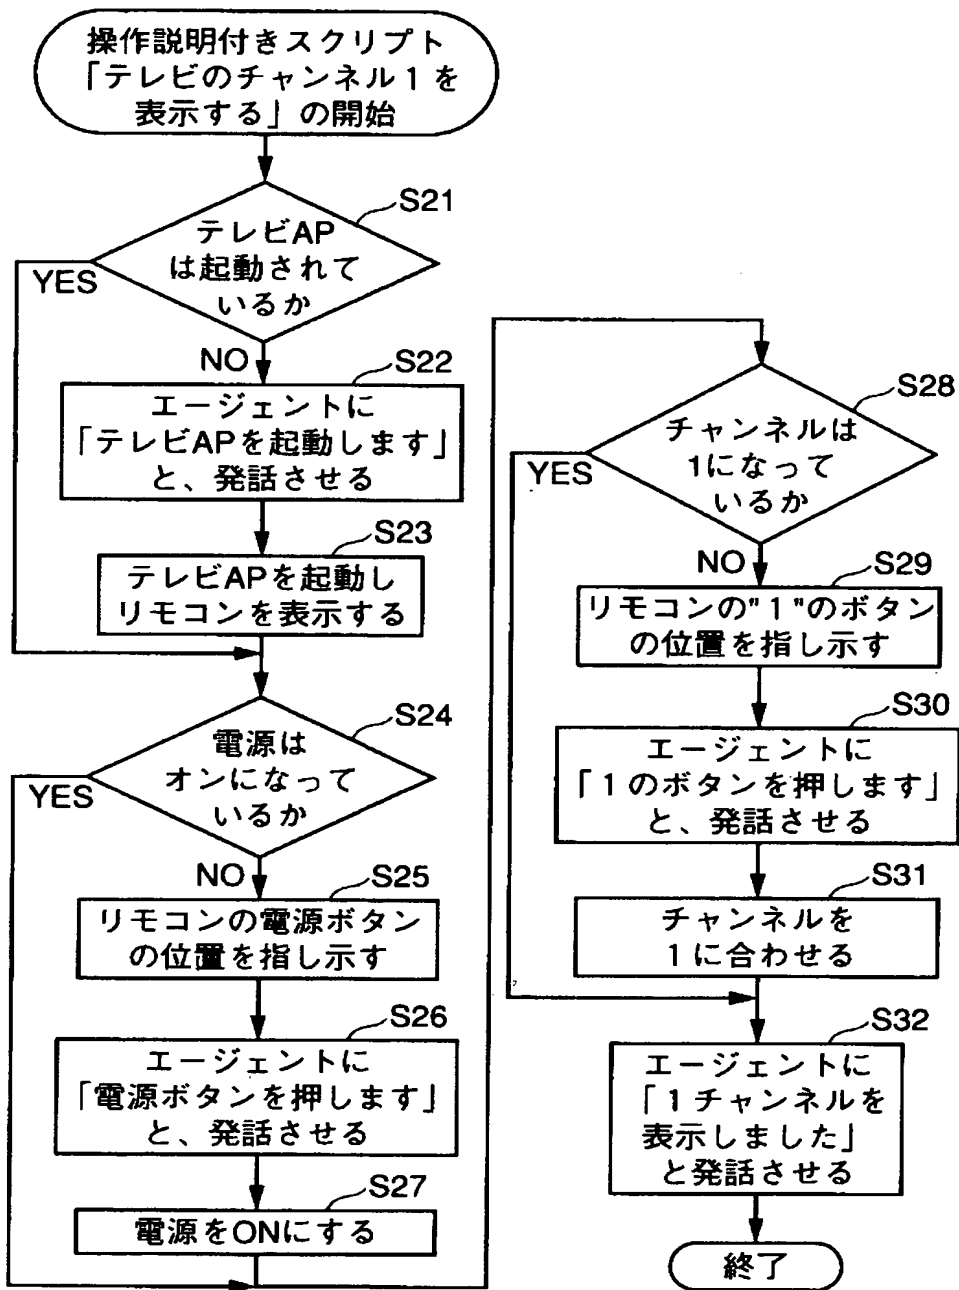 操作説明付きスクリプト
「テレビのチャンネル1を
表示する」の開始
S21
テレビAP
は起動されて
いるか
YES
NO
S22
エージェントに
「テレビAPを起動します」
と、発話させる
S23
テレビAPを起動し
リモコンを表示する
S24
電源は
オンになって
いるか
YES
NO
S25
リモコンの電源ボタン
の位置を指し示す
S26
エージェントに
「電源ボタンを押します」
と、発話させる
S27
電源をONにする
S28
チャンネルは
1になって
いるか
YES
NO
S29
リモコンの"1"のボタン
の位置を指し示す
S30
エージェントに
「1のボタンを押します」
と、発話させる
S31
チャンネルを
1に合わせる
S32
エージェントに
「1チャンネルを
表示しました」
と発話させる
終了